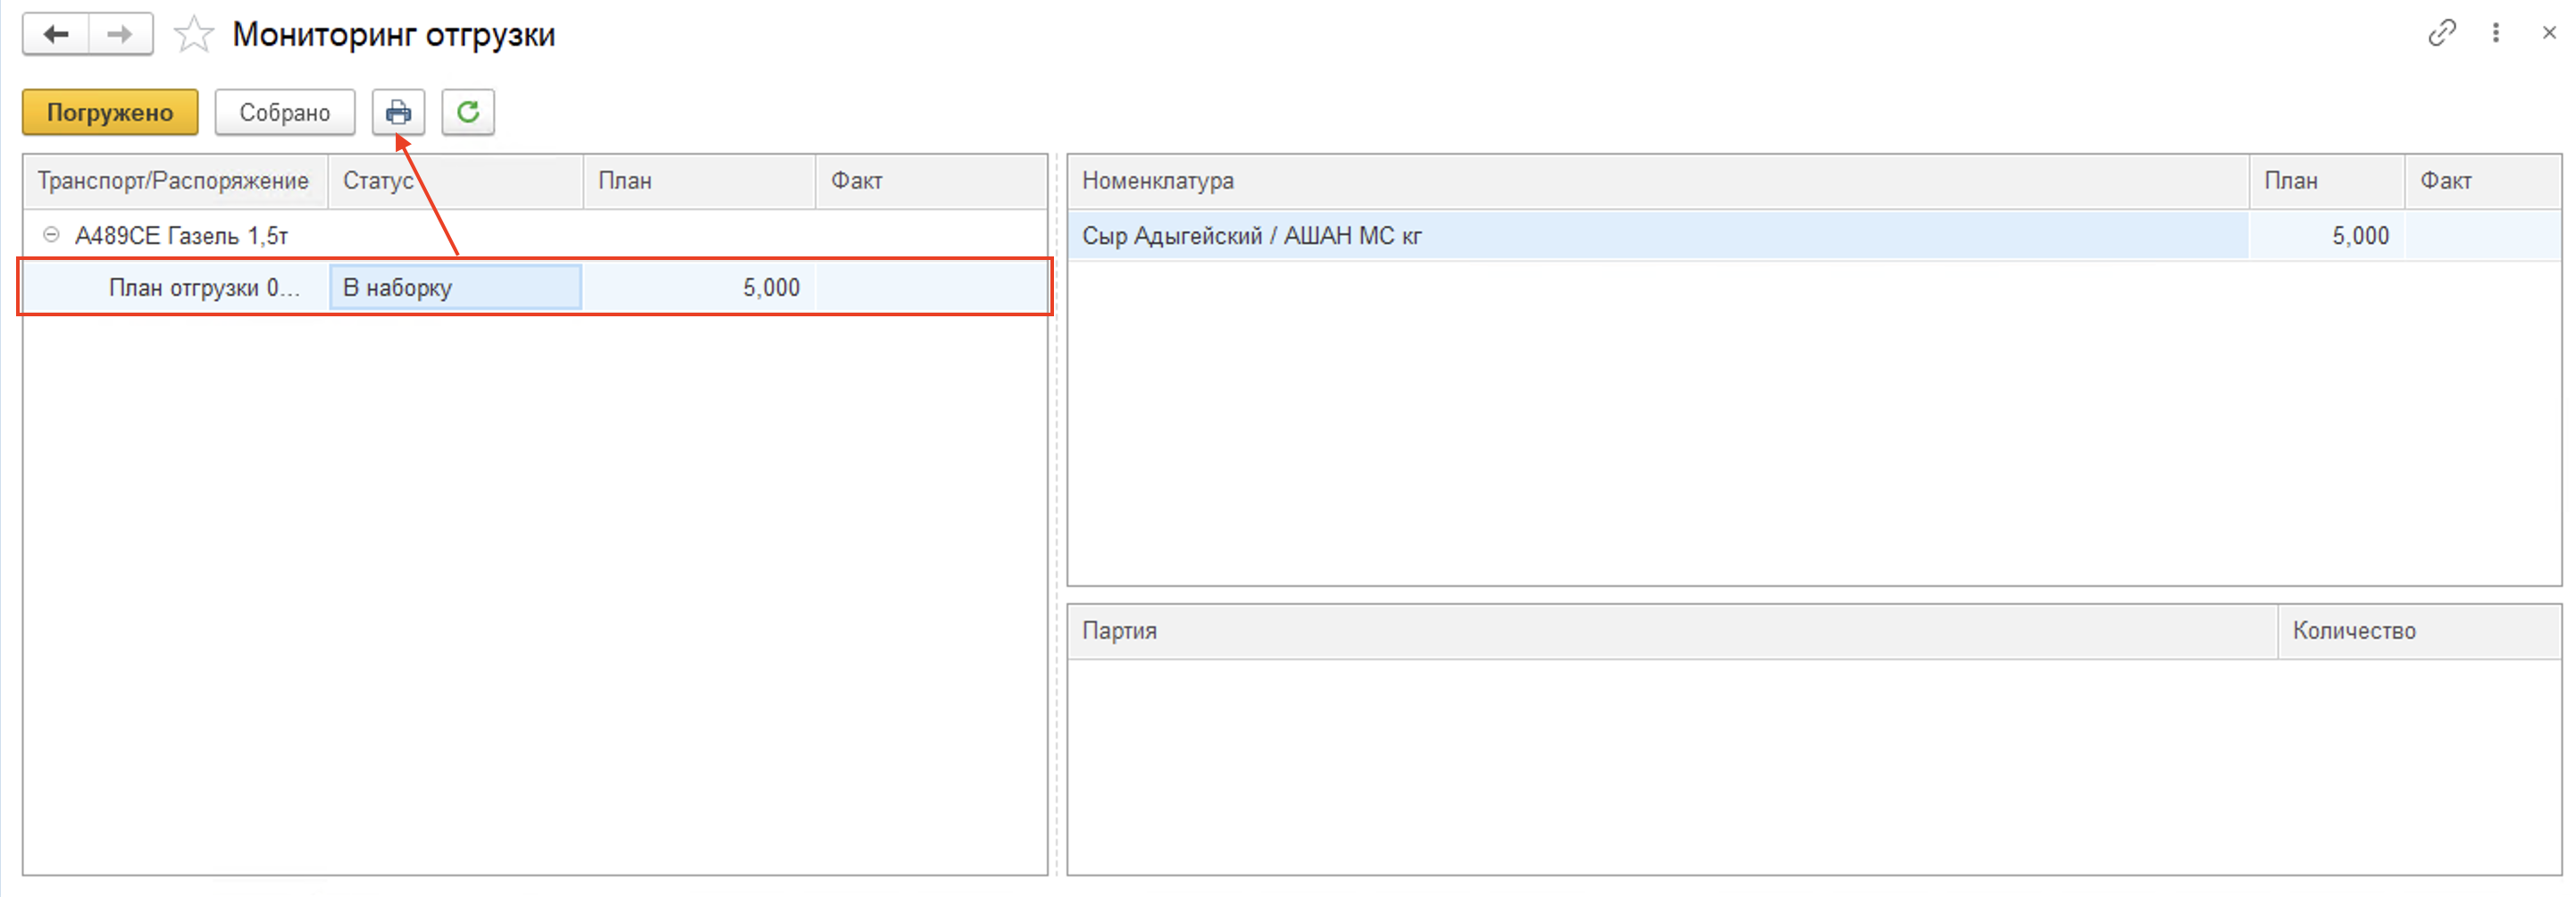 Мониторинг отгрузки
Погружено Собрано
Транспорт/Распоряжение Статус План Факт
А489СЕ Газель 1,5т
План отгрузки 0... В наборку 5,000
Номенклатура План Факт
Сыр Адыгейский / АШАН МС кг 5,000
Партия Количество